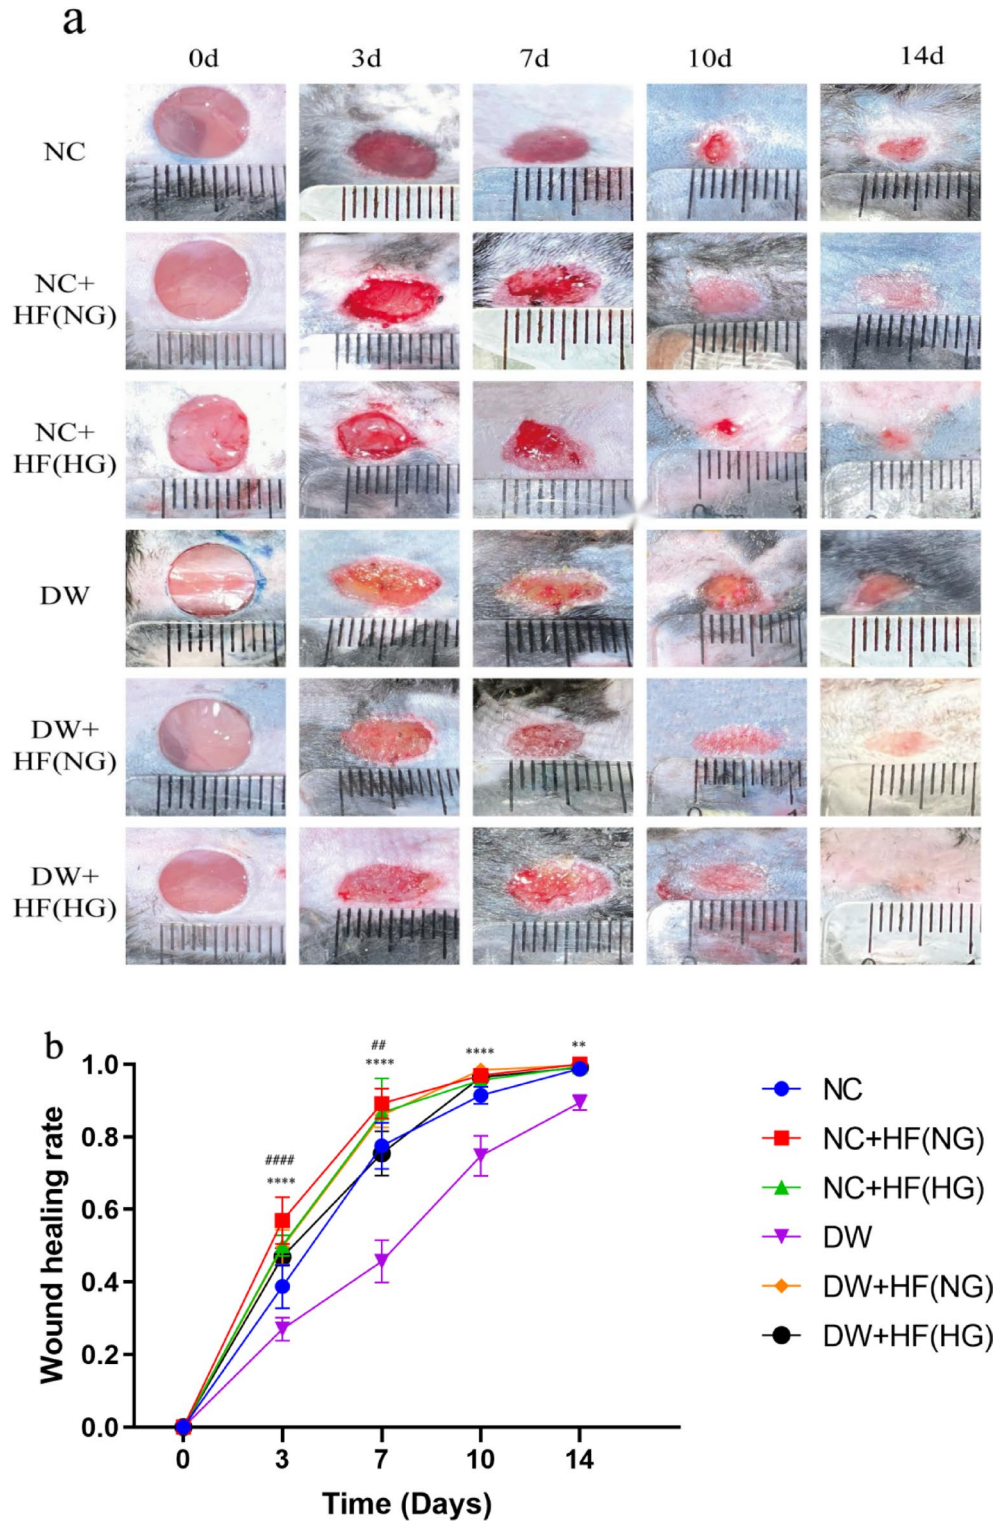 a
0d 3d 7d 10d 14d
NC
NC+
HF(NG)
NC+
HF(HG)
DW
DW+
HF(NG)
DW+
HF(HG)
b
##
****
****
**
####
****
1.0
0.8
0.6
0.4
0.2
0.0
Wound healing rate
0 3 7 10 14
Time (Days)
NC
NC+HF(NG)
NC+HF(HG)
DW
DW+HF(NG)
DW+HF(HG)